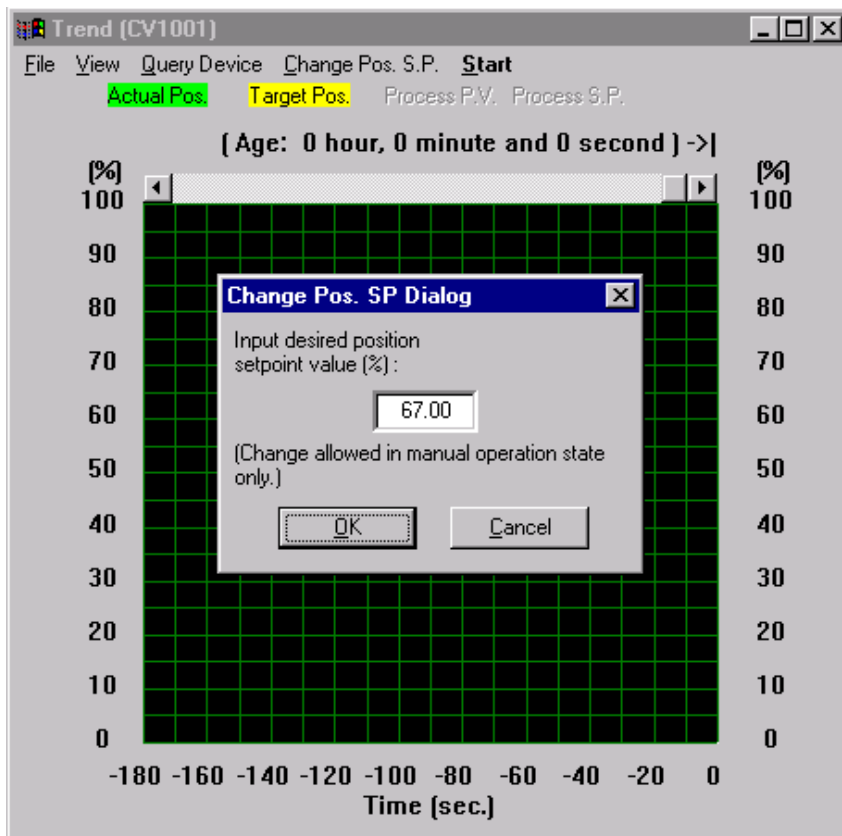 Trend (CV1001)
File View Query Device Change Pos. S.P. Start
Actual Pos. Target Pos. Process P.V. Process S.P.
( Age: 0 hour, 0 minute and 0 second ) ->|
(%) (%)
100 100
90 90
80 80
Change Pos. SP Dialog
Input desired position
setpoint value (%) :
70 70
67.00
60 60
(Change allowed in manual operation state
only.)
50 50
OK Cancel
40 40
30 30
20 20
10 10
0 0
-180 -160 -140 -120 -100 -80 -60 -40 -20 0
Time (sec.)